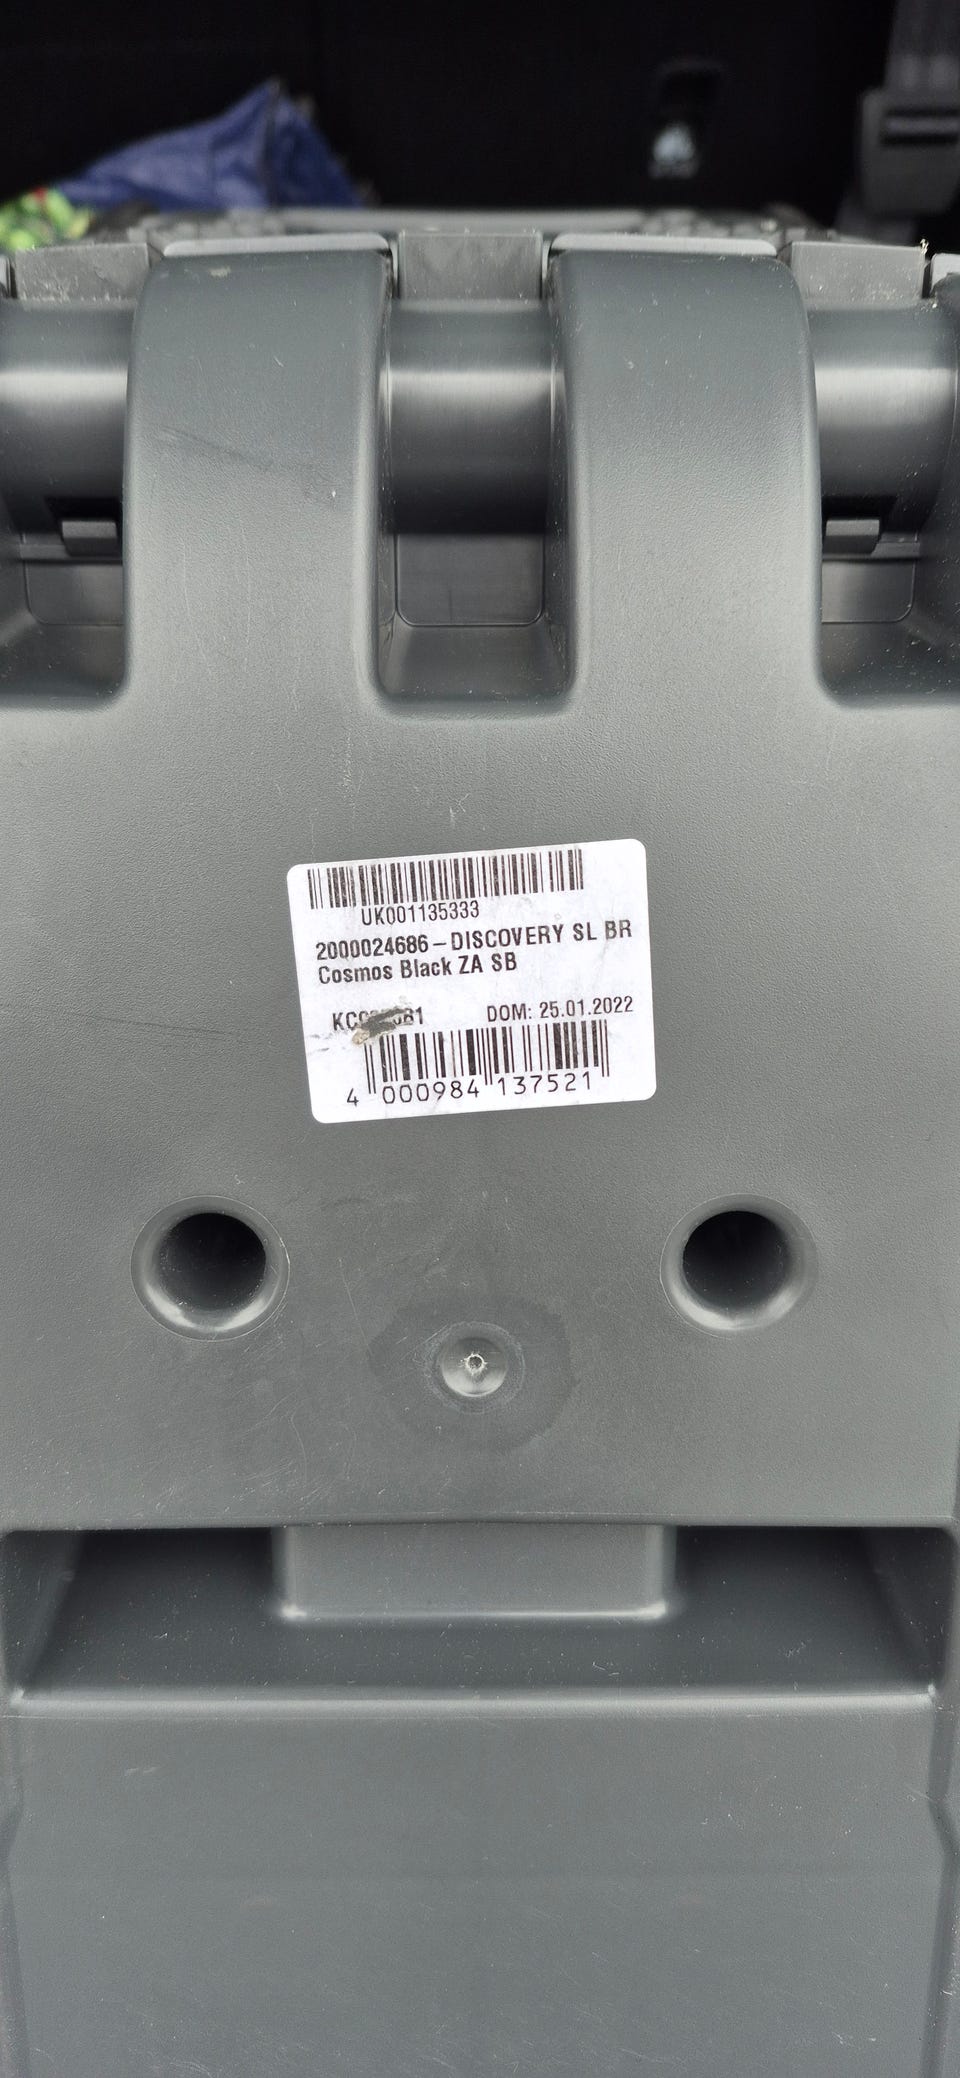 UK001135333
2000024686 – DISCOVERY SL BR
Cosmos Black ZA SB
DOM: 25.01.2022
4 000984 137521